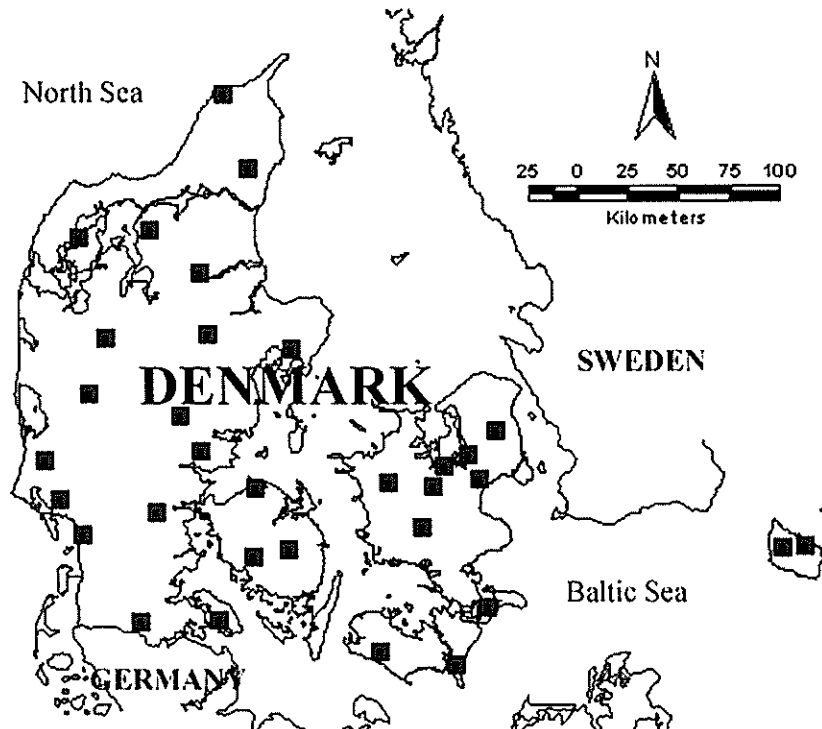 North Sea
N
25 0 25 50 75 100
Kilometers
DENMARK
SWEDEN
Baltic Sea
GERMANY